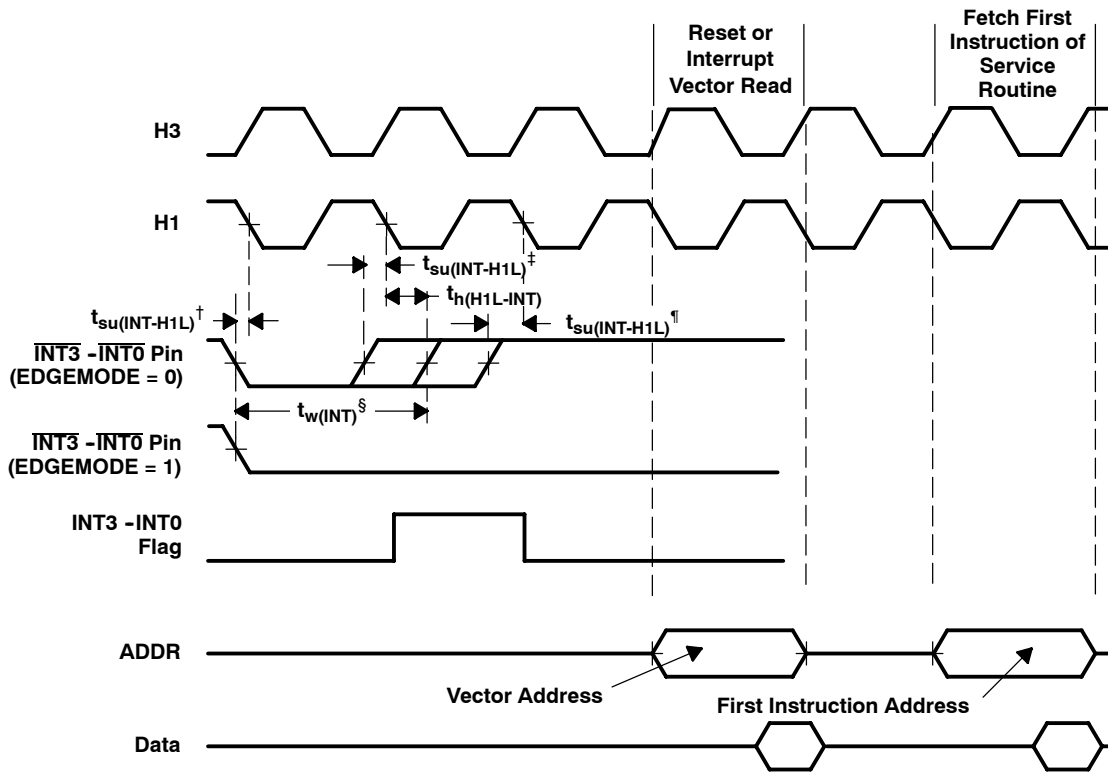 Reset or
Interrupt
Vector Read
Fetch First
Instruction of
Service
Routine
H3
H1
tsu(INT-H1L)‡
th(H1L-INT)
tsu(INT-H1L)†
tsu(INT-H1L)¶
INT3 -INT0 Pin
(EDGEMODE = 0)
tw(INT)§
INT3 -INT0 Pin
(EDGEMODE = 1)
INT3 -INT0
Flag
ADDR
Vector Address
First Instruction Address
Data